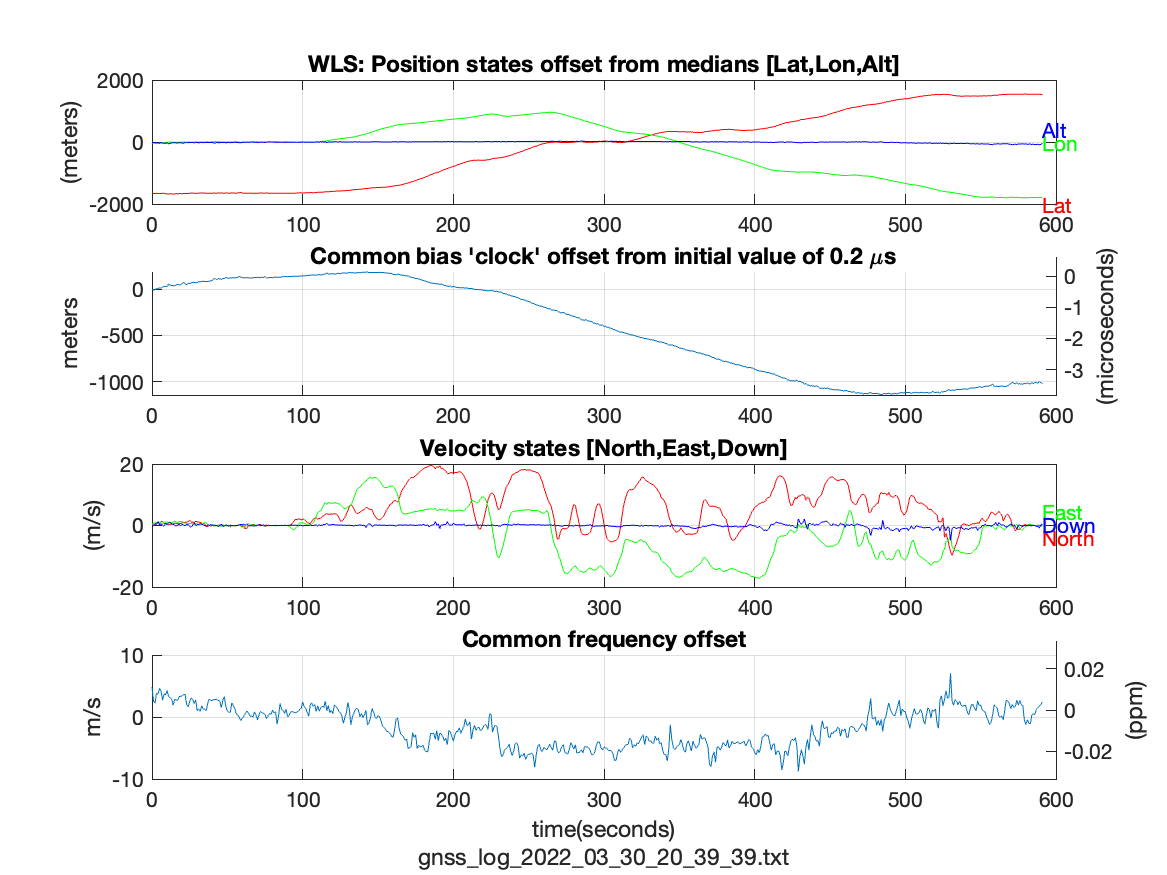 WLS: Position states offset from medians [Lat,Lon,Alt]
2000
0
-2000
(meters)
Alt
Lon
Lat
0 100 200 300 400 500 600
Common bias 'clock' offset from initial value of 0.2 μs
0
-500
-1000
meters
0
-1
-2
-3
(microseconds)
0 100 200 300 400 500 600
Velocity states [North,East,Down]
20
0
-20
(m/s)
East
Down
North
0 100 200 300 400 500 600
Common frequency offset
10
0
-10
m/s
0.02
0
-0.02
(ppm)
0 100 200 300 400 500 600
time(seconds)
gnss_log_2022_03_30_20_39_39.txt